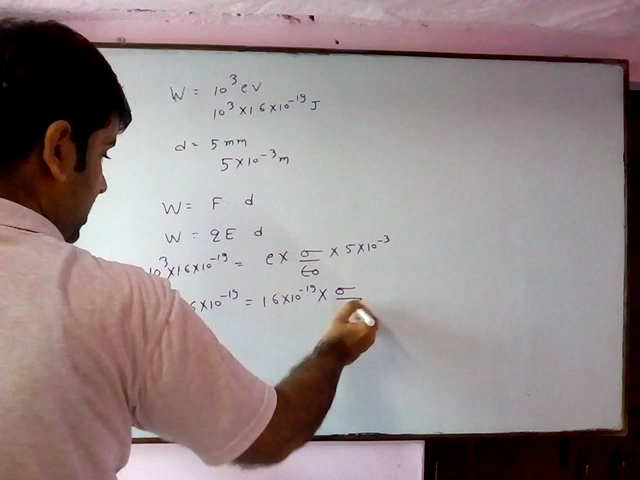 W = 10³ eV
10³ × 1.6 × 10⁻¹⁹ J
d = 5 mm
5 × 10⁻³ m
W = F d
W = qE d
10³ × 1.6 × 10⁻¹⁹ = e × σ/ϵ₀ × 5 × 10⁻³
6 × 10⁻¹⁹ = 1.6 × 10⁻¹⁹ × σ